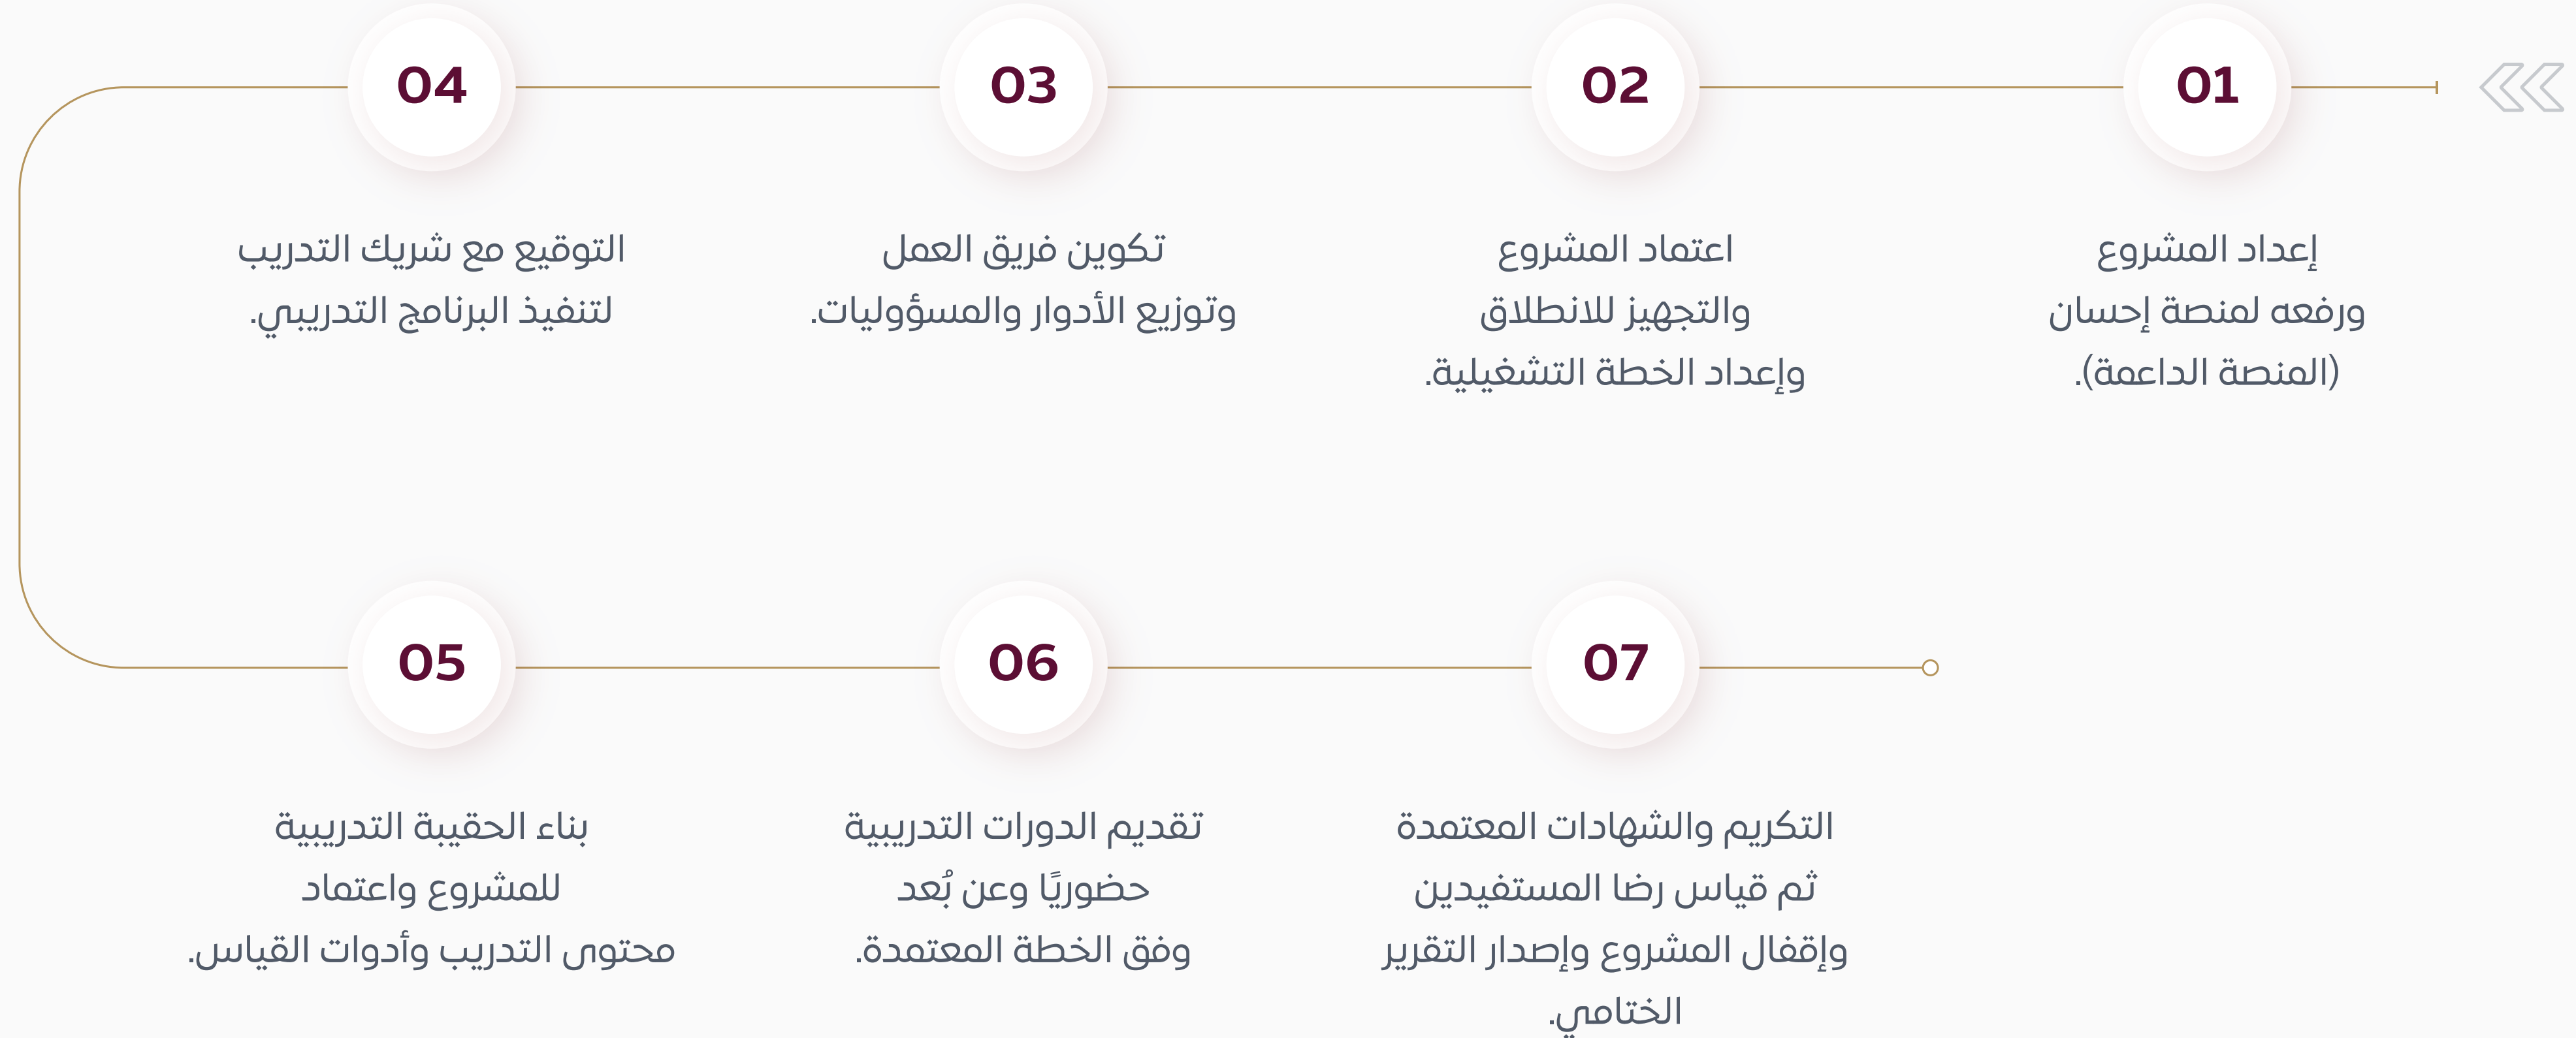 01
إعداد المشروع
ورفعه لمنصة إحسان
(المنصة الداعمة).
02
اعتماد المشروع
والتجهيز للانطلاق
وإعداد الخطة التشغيلية.
03
تكوين فريق العمل
وتوزيع الأدوار والمسؤوليات.
04
التوقيع مع شريك التدريب
لتنفيذ البرنامج التدريبي.
05
بناء الحقيبة التدريبية
للمشروع واعتماد
محتوى التدريب وأدوات القياس.
06
تقديم الدورات التدريبية
حضوريًا وعن بُعد
وفق الخطة المعتمدة.
07
التكريم والشهادات المعتمدة
ثم قياس رضا المستفيدين
وإقفال المشروع وإصدار التقرير
الختامي.